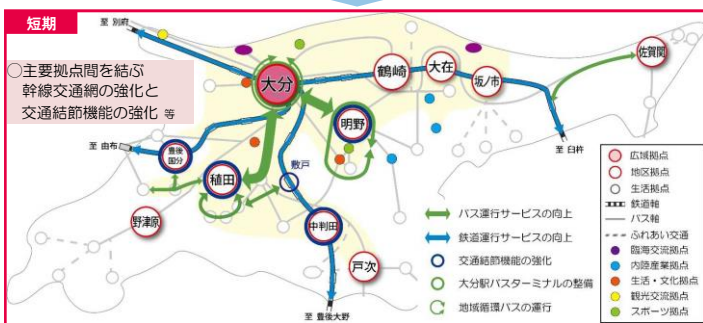 短期
○主要拠点間を結ぶ
幹線交通網の強化と
交通結節機能の強化 等
至 別府
大分
鶴崎
大在
坂ノ市
佐賀関
至 臼杵
明野
至 由布
豊後
国分
稙田
敷戸
野津原
中判田
戸次
至 豊後大野
バス運行サービスの向上
鉄道運行サービスの向上
交通結節機能の強化
大分駅バスターミナルの整備
地域循環バスの運行
広域拠点
地区拠点
生活拠点
鉄道軸
バス軸
ふれあい交通
臨海交流拠点
内陸産業拠点
生活・文化拠点
観光交流拠点
スポーツ拠点